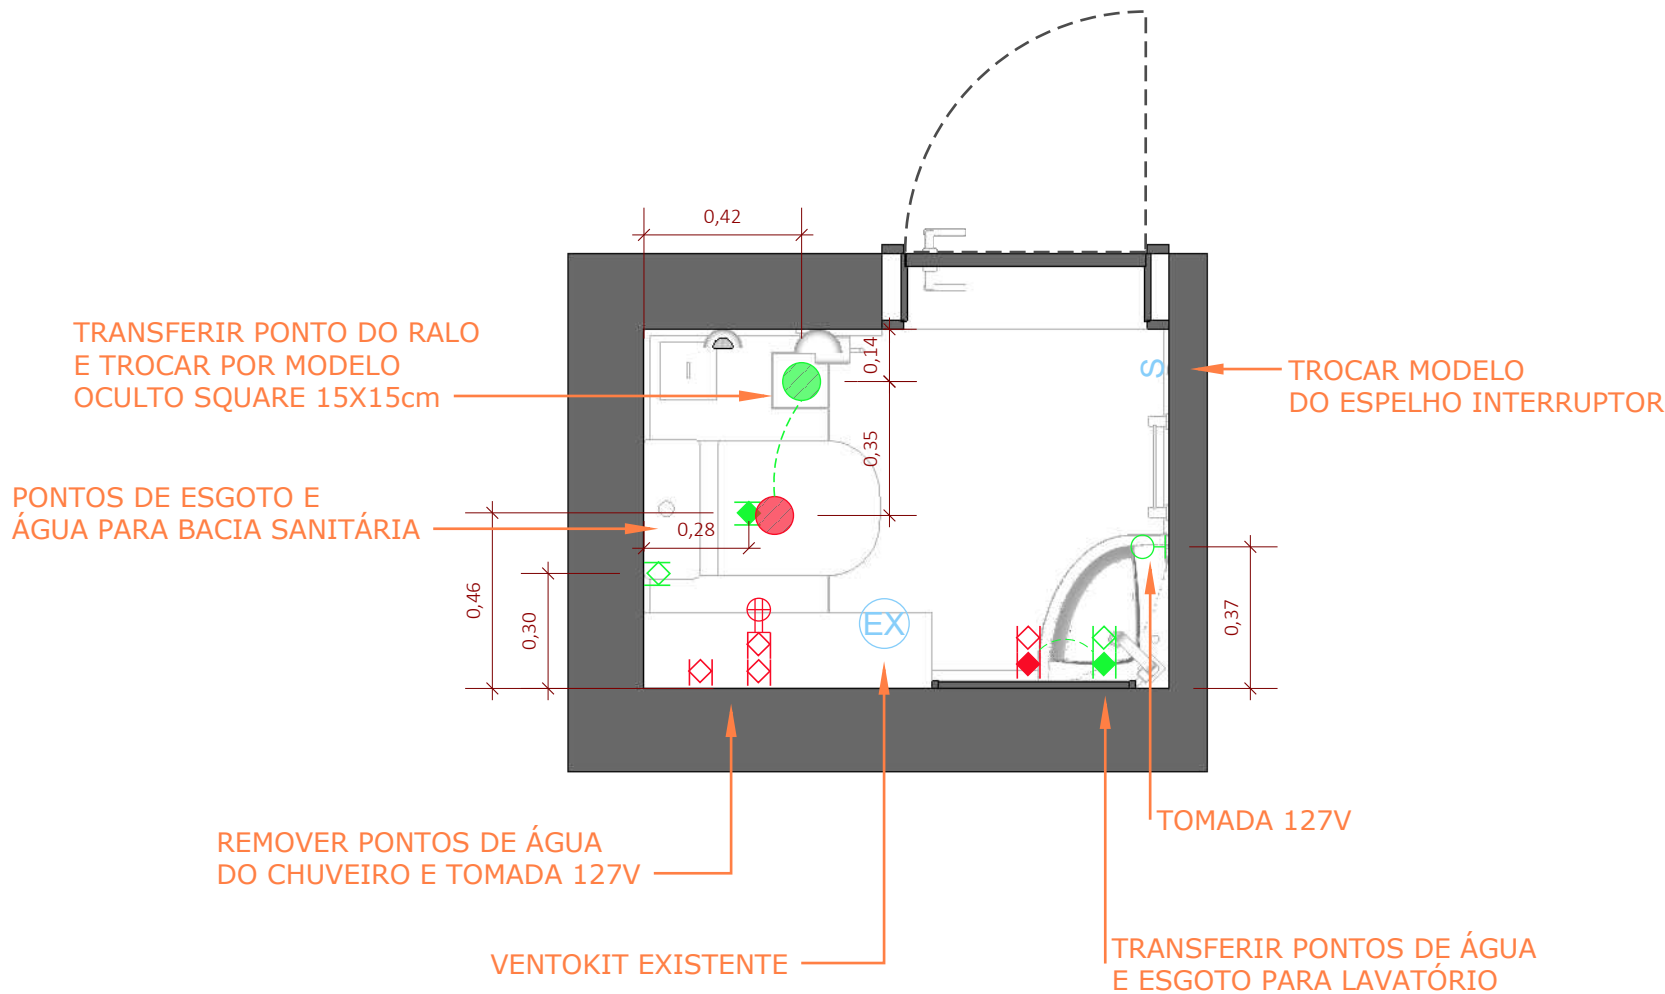 0,42
TRANSFERIR PONTO DO RALO
E TROCAR POR MODELO
OCULTO SQUARE 15X15cm
0,14
S
TROCAR MODELO
DO ESPELHO INTERRUPTOR
0,35
PONTOS DE ESGOTO E
ÁGUA PARA BACIA SANITÁRIA
0,28
0,46
0,30
EX
0,37
TOMADA 127V
REMOVER PONTOS DE ÁGUA
DO CHUVEIRO E TOMADA 127V
VENTOKIT EXISTENTE
TRANSFERIR PONTOS DE ÁGUA
E ESGOTO PARA LAVATÓRIO